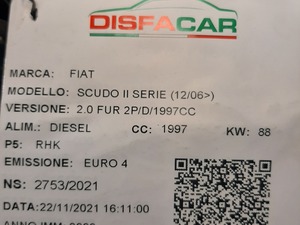 DISFACAR
MARCA: FIAT
MODELLO: SCUDO II SERIE (12/06>)
VERSIONE: 2.0 FUR 2P/D/1997CC
ALIM.: DIESEL CC: 1997 KW: 88
P5: RHK
EMISSIONE: EURO 4
NS: 2753/2021
DATA:22/11/2021 16:11:00